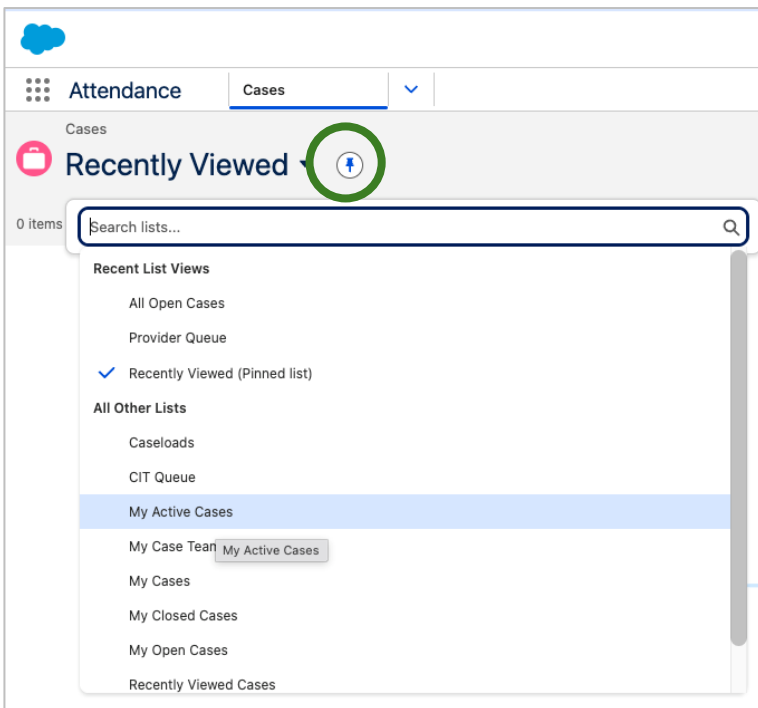 Attendance
Cases
Cases
Recently Viewed
0 items
Search lists...
Recent List Views
All Open Cases
Provider Queue
Recently Viewed (Pinned list)
All Other Lists
Caseloads
CIT Queue
My Active Cases
My Case Team
My Active Cases
My Cases
My Closed Cases
My Open Cases
Recently Viewed Cases